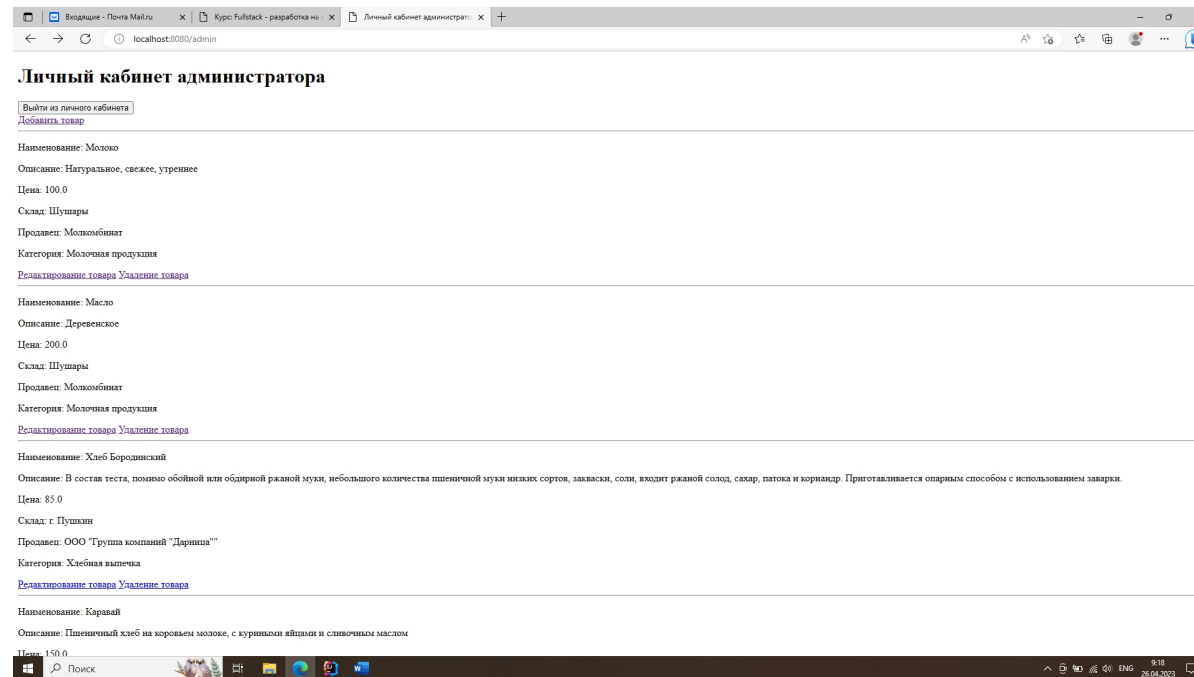 Входящие - Почта Mail.ru
Курс: Fullstack - разработка на
Личный кабинет администратор
localhost:8080/admin
Личный кабинет администратора
Выйти из личного кабинета
Добавить товар
Наименование: Молоко
Описание: Натуральное, свежее, утреннее
Цена: 100.0
Склад: Шушары
Продавец: Молкомбинат
Категория: Молочная продукция
Редактирование товара Удаление товара
Наименование: Масло
Описание: Деревенское
Цена: 200.0
Склад: Шушары
Продавец: Молкомбинат
Категория: Молочная продукция
Редактирование товара Удаление товара
Наименование: Хлеб Бородинский
Описание: В состав теста, помимо обойной или обдирной ржаной муки, небольшого количества пшеничной муки низких сортов, закваски, соли, входит ржаной солод, сахар, патока и кориандр. Приготавливается опарным способом с использованием заварки.
Цена: 85.0
Склад: г. Пушкин
Продавец: ООО "Группа компаний "Дарница""
Категория: Хлебная выпечка
Редактирование товара Удаление товара
Наименование: Каравай
Описание: Пшеничный хлеб на коровьем молоке, с куриными яйцами и сливочным маслом
Цена: 150.0
Поиск
ENG
9:18
26.04.2023